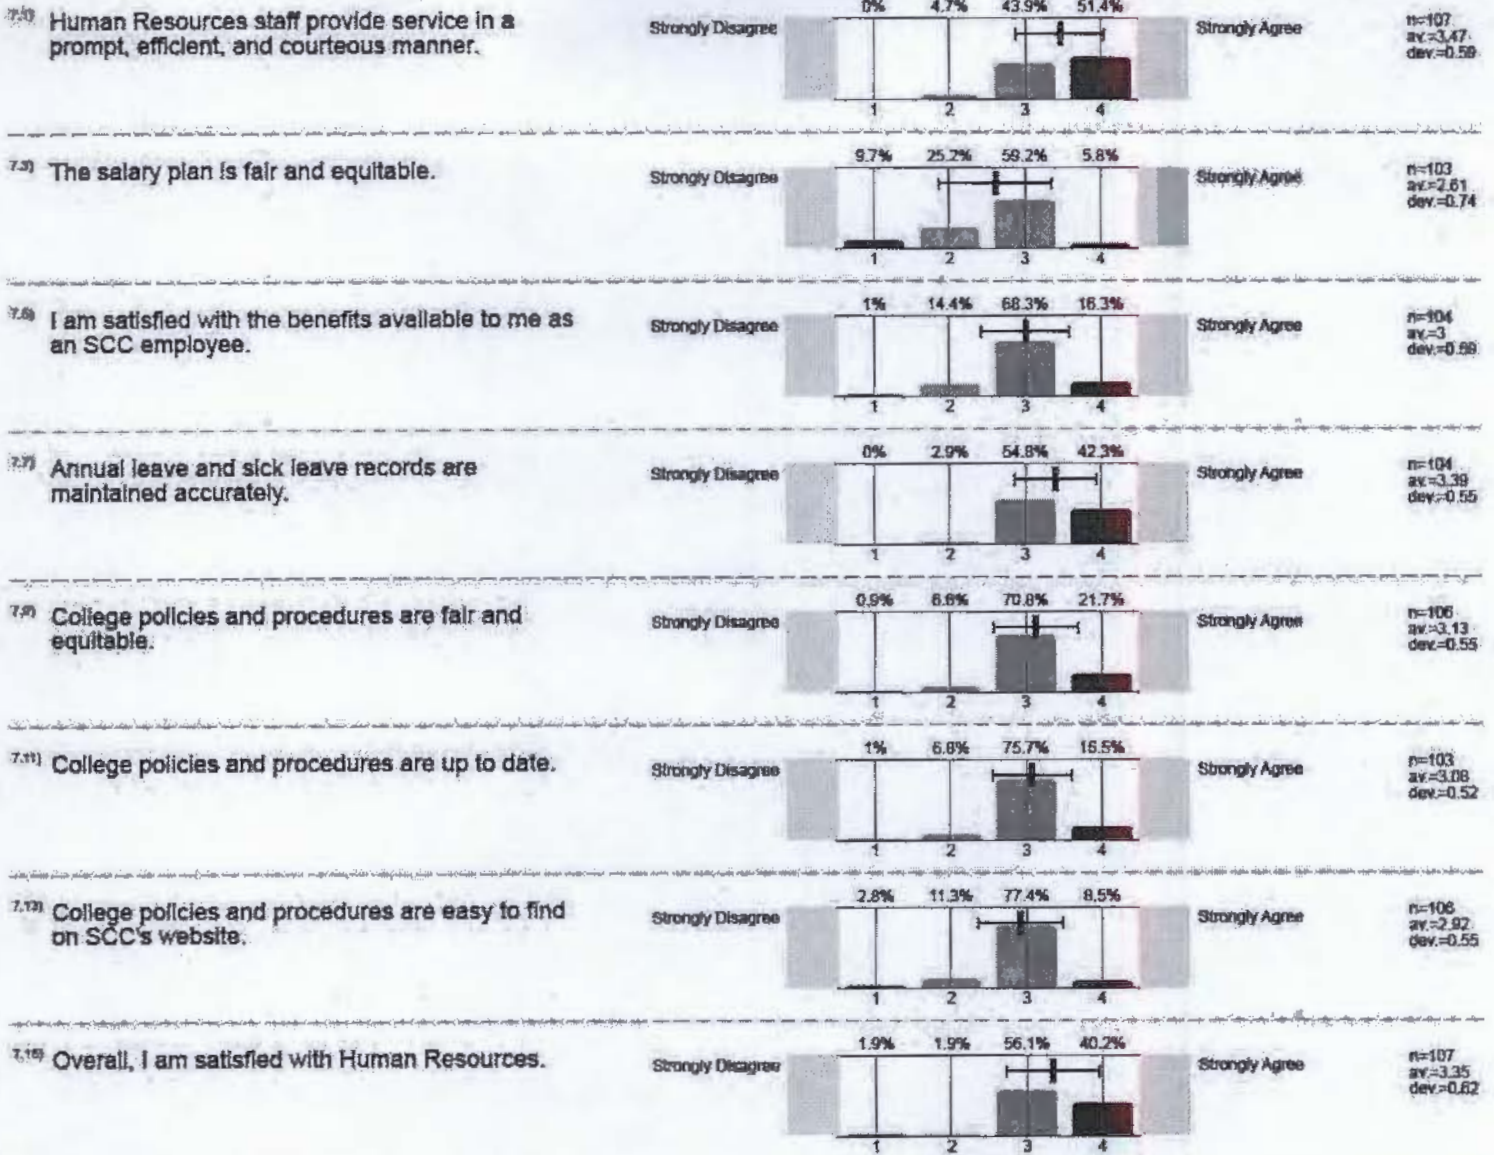 7.1) Human Resources staff provide service in a
prompt, efficient, and courteous manner.
Strongly Disagree
0% 4.7% 43.9% 51.4%
1 2 3 4
Strongly Agree
n=107
av.=3.47
dev.=0.59
7.3) The salary plan is fair and equitable.
Strongly Disagree
9.7% 25.2% 59.2% 5.8%
1 2 3 4
Strongly Agree
n=103
av.=2.61
dev.=0.74
I am satisfied with the benefits available to me as
an SCC employee.
Strongly Disagree
1% 14.4% 68.3% 16.3%
1 2 3 4
Strongly Agree
n=104
av.=3
7.7) Annual leave and sick leave records are
maintained accurately.
Strongly Disagree
0% 2.9% 54.8% 42.3%
1 2 3 4
Strongly Agree
n=104
av.=3.39
dev.=0.55
7.9) College policies and procedures are fair and
equitable.
Strongly Disagree
0.9% 6.6% 70.8% 21.7%
1 2 3 4
Strongly Agree
n=106
av.=3.13
dev.=0.55
7.11) College policies and procedures are up to date.
Strongly Disagree
1% 6.8% 75.7% 16.5%
1 2 3 4
Strongly Agree
n=103
av.=3.08
dev.=0.52
7.13) College policies and procedures are easy to find
on SCC's website.
Strongly Disagree
2.8% 11.3% 77.4% 8.5%
1 2 3 4
Strongly Agree
n=106
av.=2.92
dev.=0.55
7.15) Overall, I am satisfied with Human Resources.
Strongly Disagree
1.9% 1.9% 56.1% 40.2%
1 2 3 4
Strongly Agree
n=107
av.=3.35
dev.=0.62